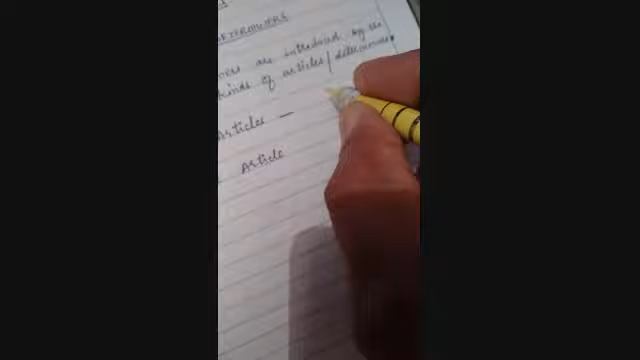 DETERMINERS
are introduced by the
kinds of articles / determiners
Articles —
Article